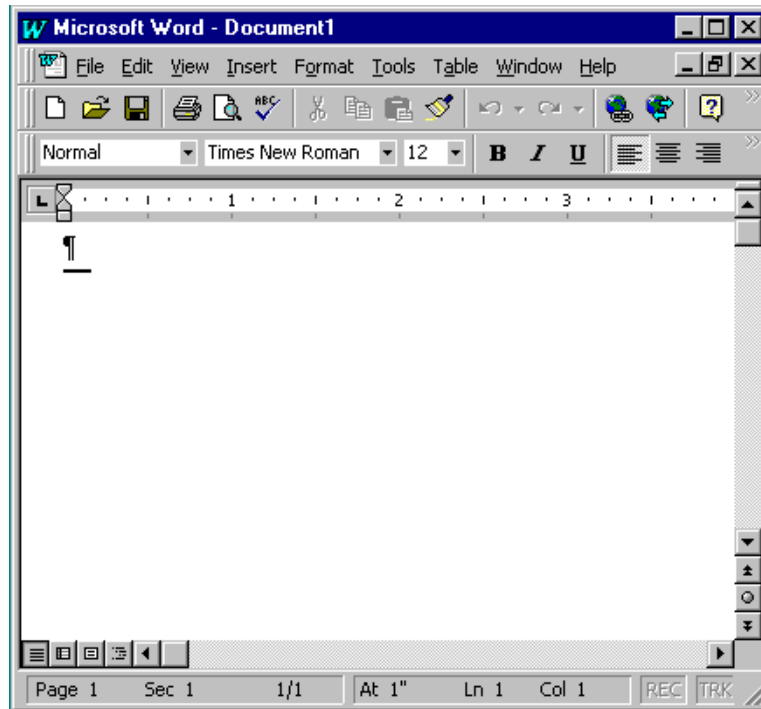 Microsoft Word - Document1
File Edit View Insert Format Tools Table Window Help
ABC
Normal Times New Roman 12 B I U
1 2 3
¶
Page 1 Sec 1 1/1 At 1" Ln 1 Col 1 REC TRK